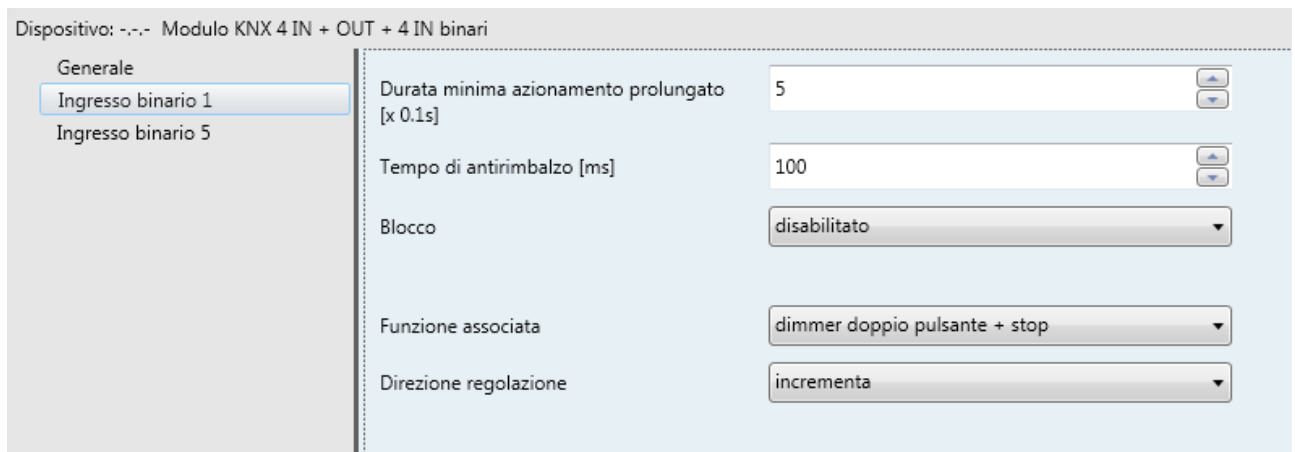 Dispositivo: -.-.- Modulo KNX 4 IN + OUT + 4 IN binari
Generale
Ingresso binario 1
Ingresso binario 5
Durata minima azionamento prolungato
[x 0.1s]
5
Tempo di antirimbalzo [ms]
100
Blocco
disabilitato
Funzione associata
dimmer doppio pulsante + stop
Direzione regolazione
incrementa